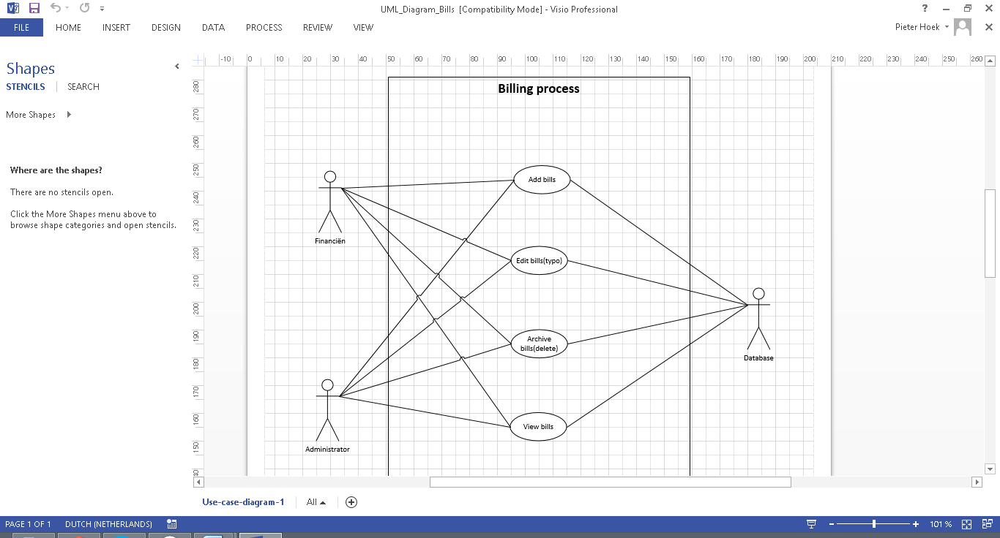 UML_Diagram_Bills [Compatibility Mode] - Visio Professional
?
FILE HOME INSERT DESIGN DATA PROCESS REVIEW VIEW
Pieter Hoek
Shapes
STENCILS SEARCH
More Shapes
Where are the shapes?
There are no stencils open.
Click the More Shapes menu above to
browse shape categories and open stencils.
-10 0 10 20 30 40 50 60 70 80 90 100 110 120 130 140 150 160 170 180 190 200 210 220 230 240 250 260
280
270
260
250
240
230
220
210
200
190
180
170
160
150
Billing process
Add bills
Financiën
Edit bills(typo)
Archive
bills(delete)
Database
View bills
Administrator
Use-case-diagram-1 All
PAGE 1 OF 1 DUTCH (NETHERLANDS) 101 %